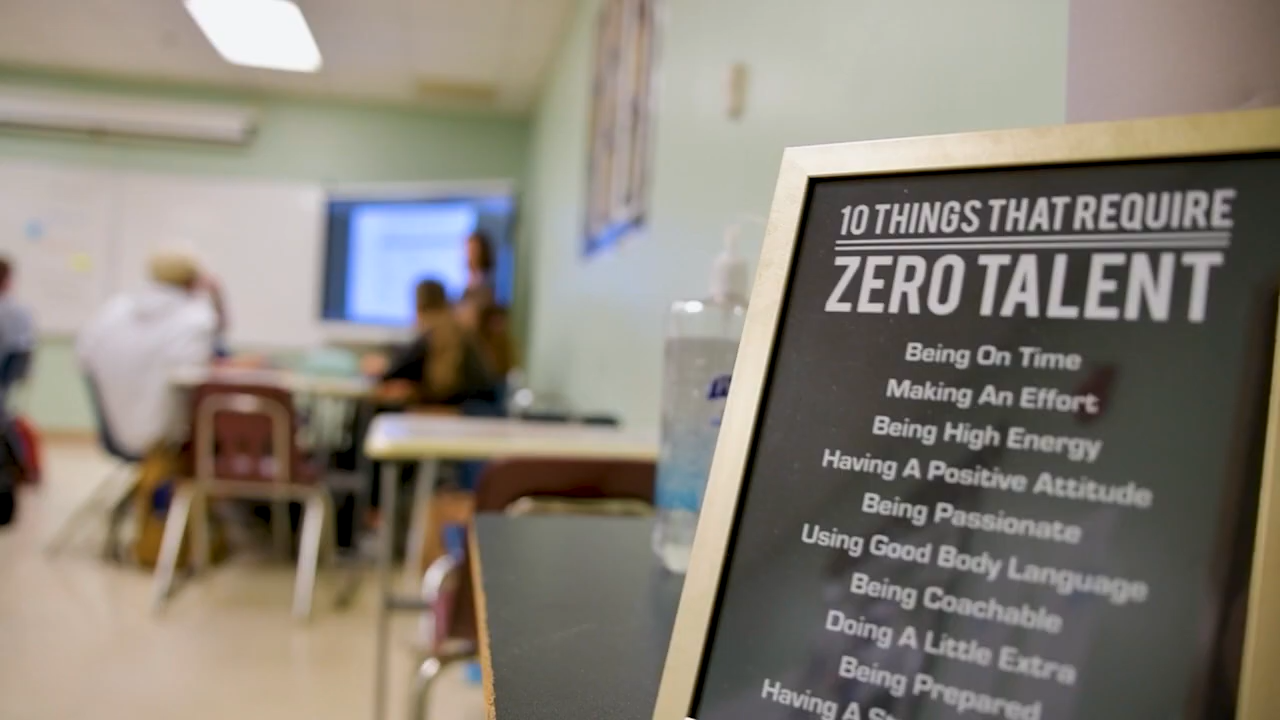 10 THINGS THAT REQUIRE
ZERO TALENT
Being On Time
Making An Effort
Being High Energy
Having A Positive Attitude
Being Passionate
Using Good Body Language
Being Coachable
Doing A Little Extra
Being Prepared
Having A